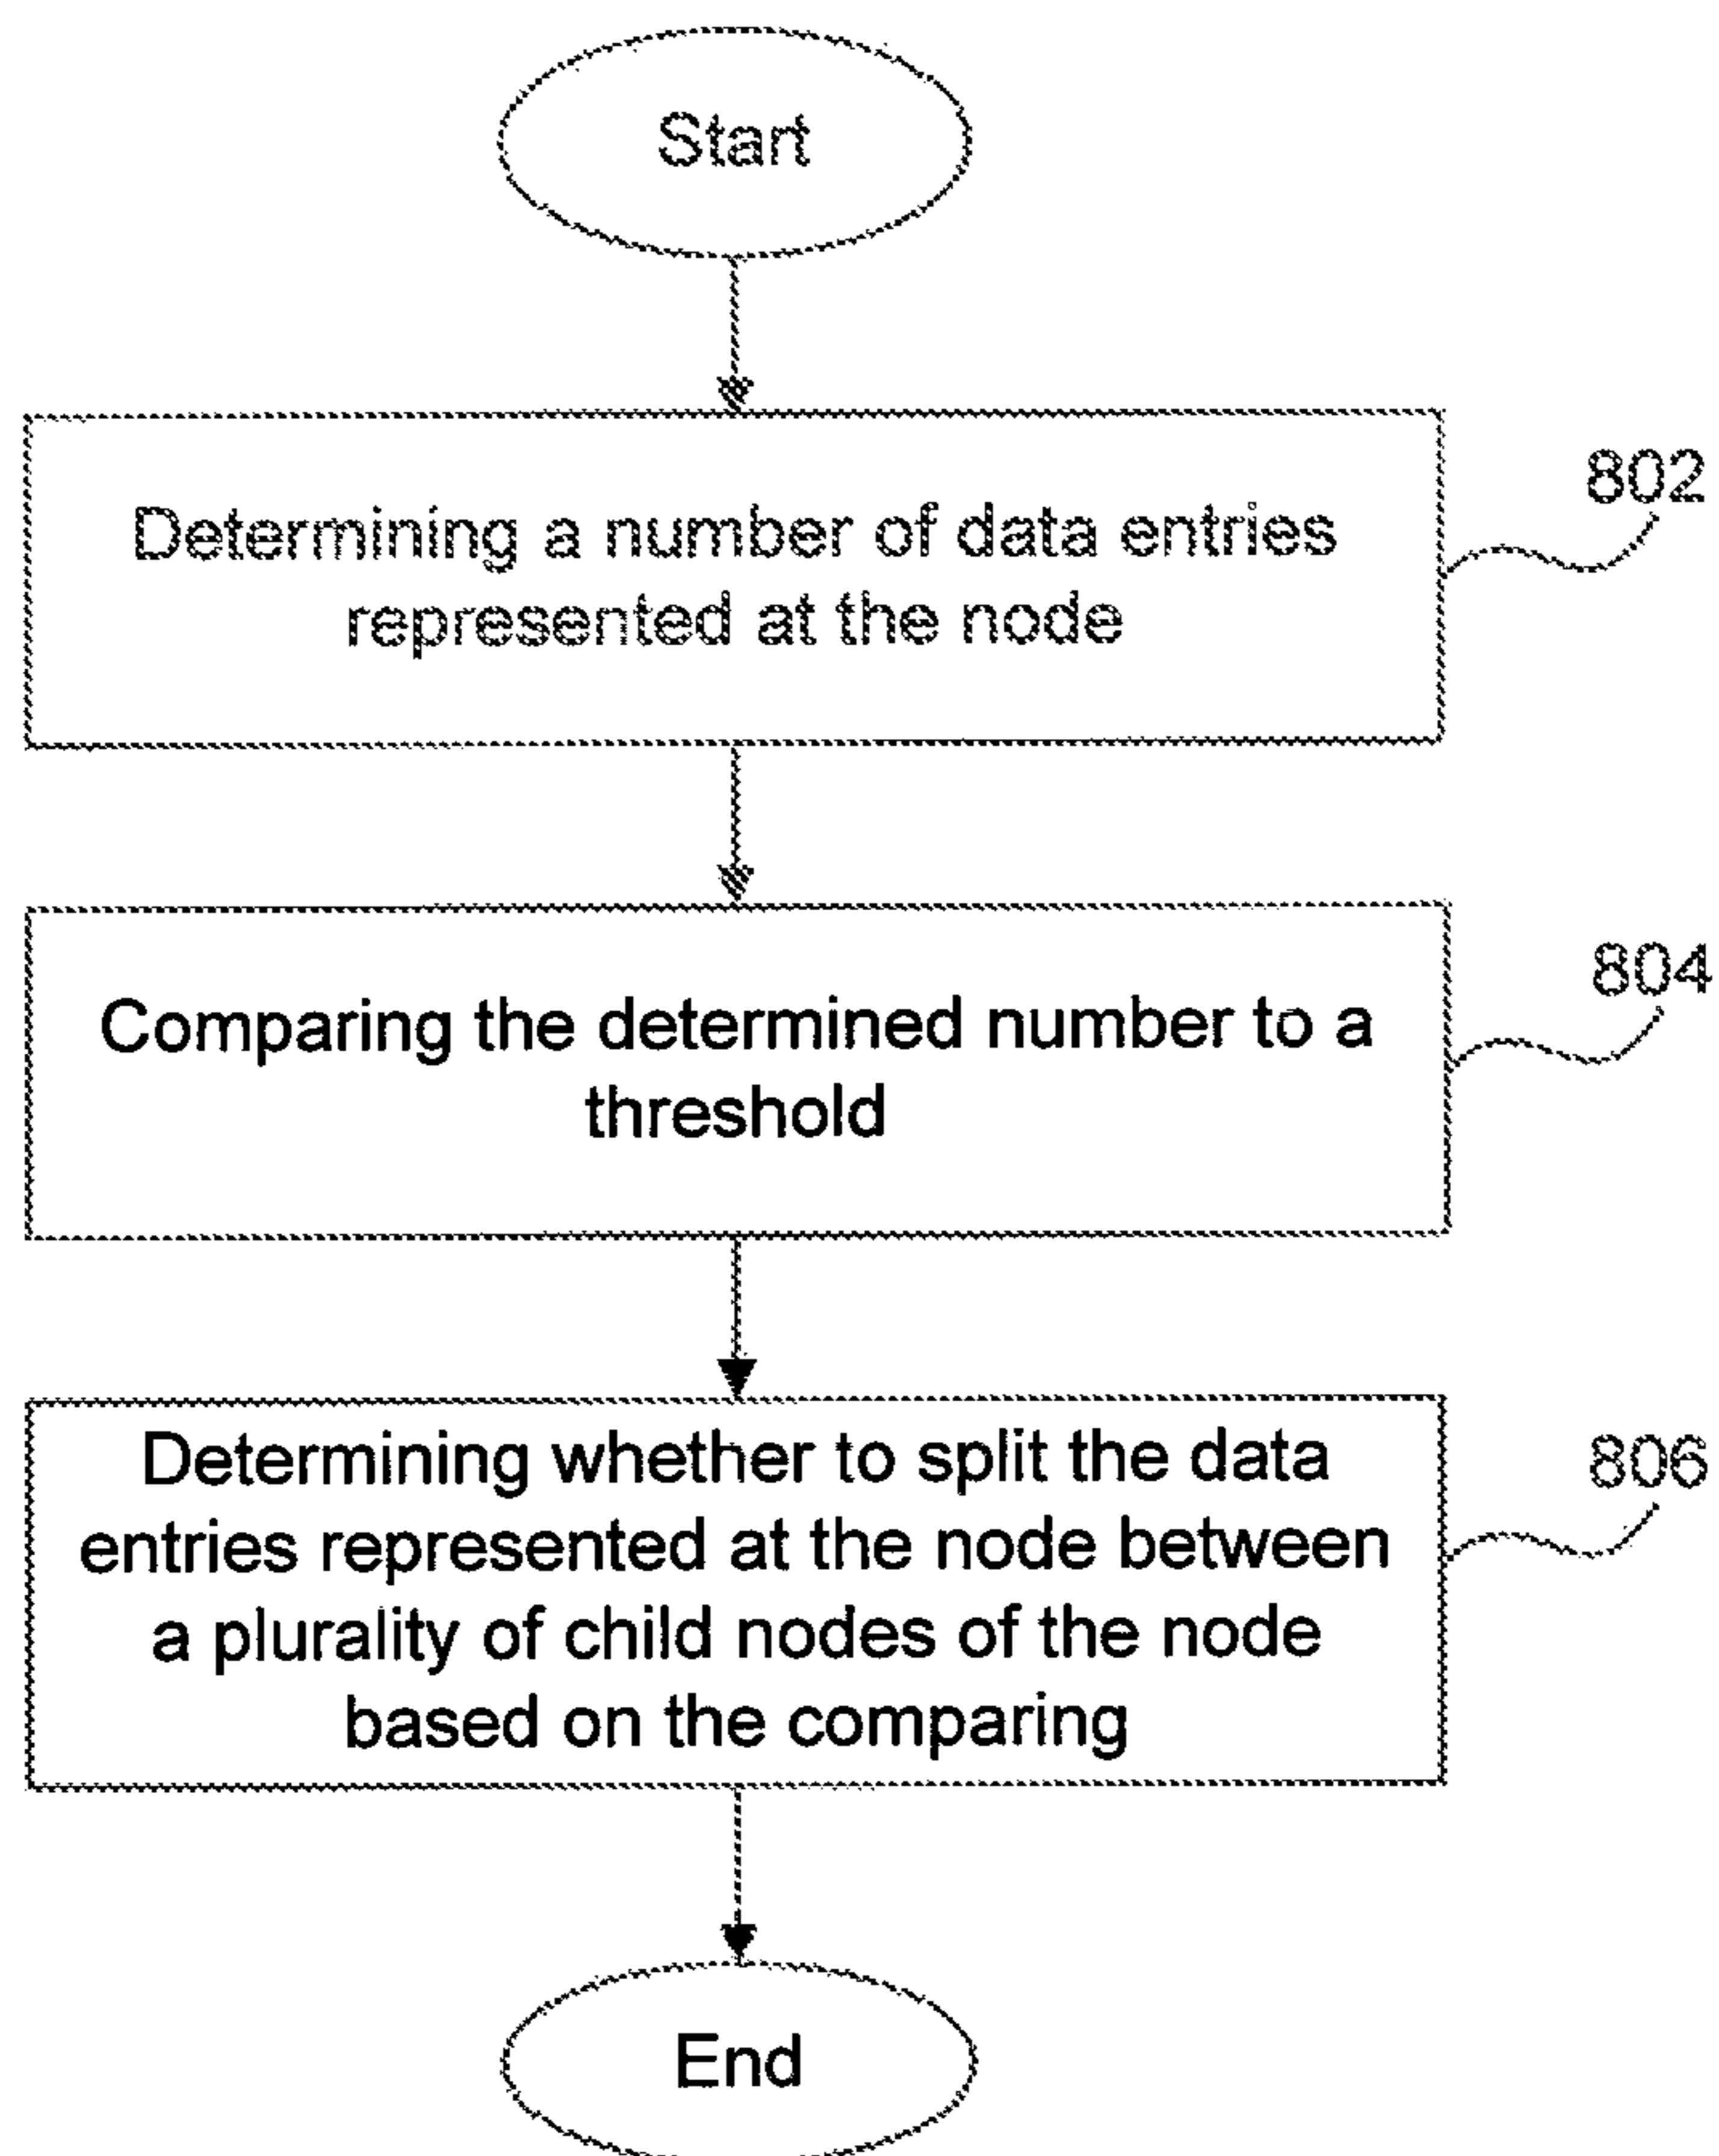 Start
Determining a number of data entries
represented at the node
802
Comparing the determined number to a
threshold
804
Determining whether to split the data
entries represented at the node between
a plurality of child nodes of the node
based on the comparing
806
End